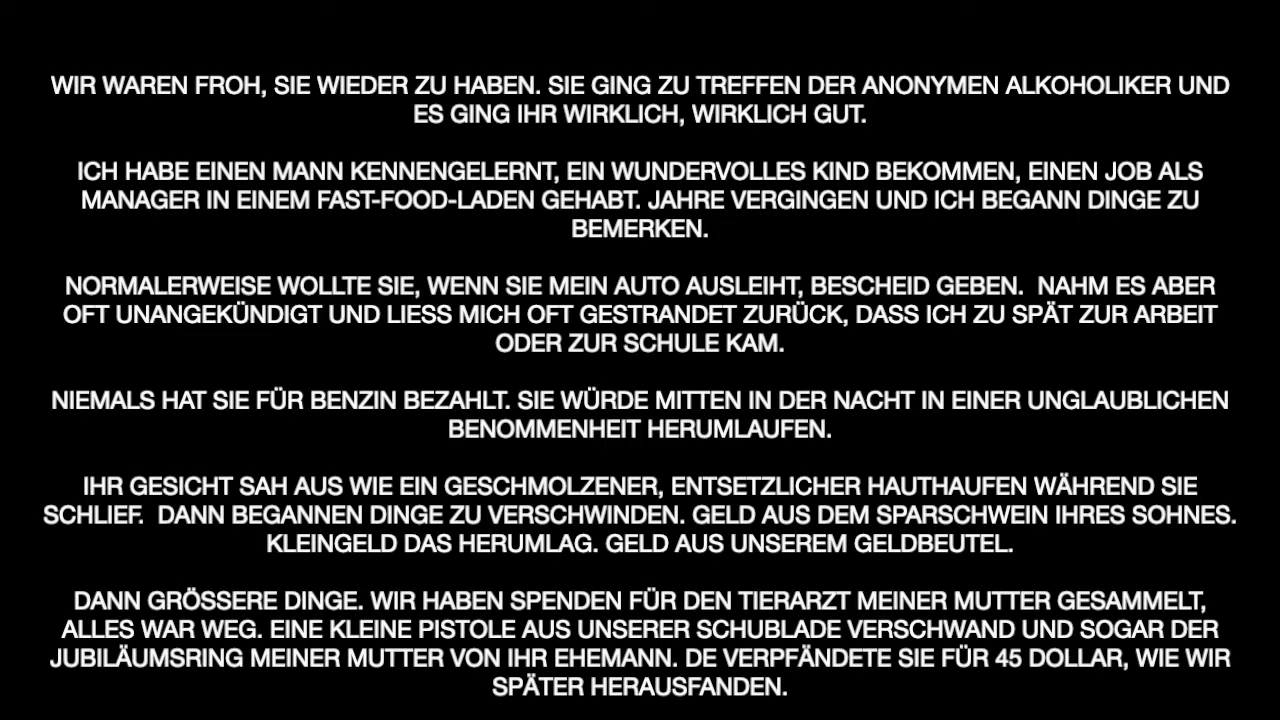 WIR WAREN FROH, SIE WIEDER ZU HABEN. SIE GING ZU TREFFEN DER ANONYMEN ALKOHOLIKER UND
ES GING IHR WIRKLICH, WIRKLICH GUT.
ICH HABE EINEN MANN KENNENGELERNT, EIN WUNDERVOLLES KIND BEKOMMEN, EINEN JOB ALS
MANAGER IN EINEM FAST-FOOD-LADEN GEHABT. JAHRE VERGINGEN UND ICH BEGANN DINGE ZU
BEMERKEN.
NORMALERWEISE WOLLTE SIE, WENN SIE MEIN AUTO AUSLEIHT, BESCHEID GEBEN.  NAHM ES ABER
OFT UNANGEKÜNDIGT UND LIESS MICH OFT GESTRANDET ZURÜCK, DASS ICH ZU SPÄT ZUR ARBEIT
ODER ZUR SCHULE KAM.
NIEMALS HAT SIE FÜR BENZIN BEZAHLT. SIE WÜRDE MITTEN IN DER NACHT IN EINER UNGLAUBLICHEN
BENOMMENHEIT HERUMLAUFEN.
IHR GESICHT SAH AUS WIE EIN GESCHMOLZENER, ENTSETZLICHER HAUTHAUFEN WÄHREND SIE
SCHLIEF.  DANN BEGANNEN DINGE ZU VERSCHWINDEN. GELD AUS DEM SPARSCHWEIN IHRES SOHNES.
KLEINGELD DAS HERUMLAG. GELD AUS UNSEREM GELDBEUTEL.
DANN GRÖSSERE DINGE. WIR HABEN SPENDEN FÜR DEN TIERARZT MEINER MUTTER GESAMMELT,
ALLES WAR WEG. EINE KLEINE PISTOLE AUS UNSERER SCHUBLADE VERSCHWAND UND SOGAR DER
JUBILÄUMSRING MEINER MUTTER VON IHR EHEMANN. DE VERPFÄNDETE SIE FÜR 45 DOLLAR, WIE WIR
SPÄTER HERAUSFANDEN.